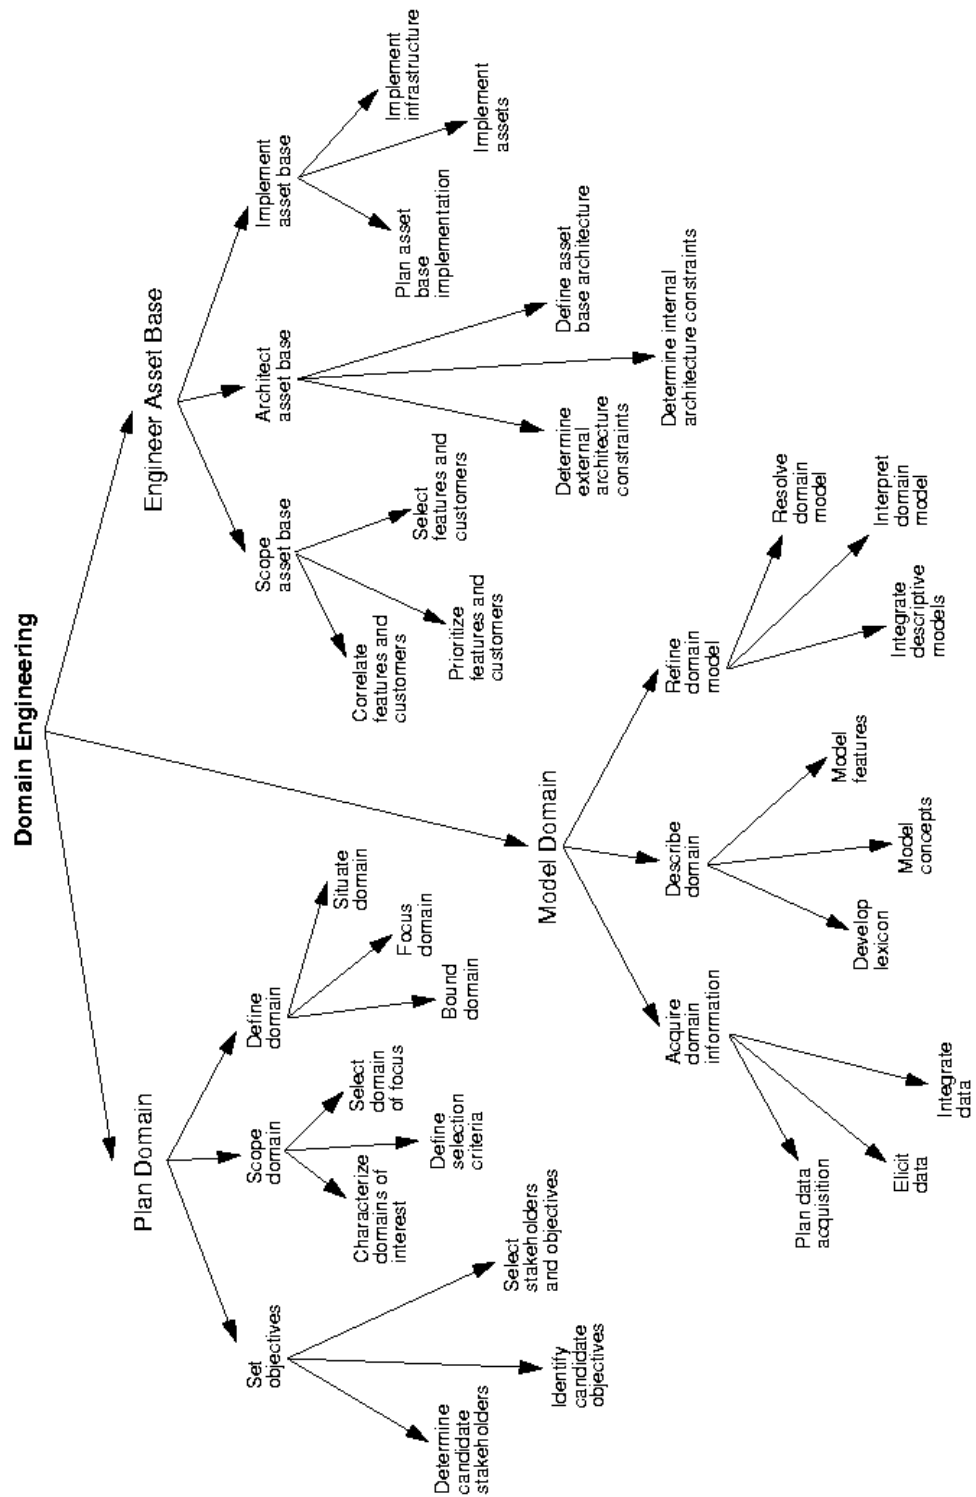 Domain Engineering
Plan Domain
Set
objectives
Determine
candidate
stakeholders
Identify
candidate
objectives
Select
stakeholders
and objectives
Scope
domain
Characterize
domains of
interest
Define
selection
criteria
Select
domain
of focus
Define
domain
Bound
domain
Focus
domain
Situate
domain
Model Domain
Acquire
domain
information
Plan data
acquisition
Elicit
data
Integrate
data
Describe
domain
Develop
lexicon
Model
concepts
Model
features
Refine
domain
model
Integrate
descriptive
models
Interpret
domain
model
Resolve
domain
model
Engineer Asset Base
Scope
asset base
Correlate
features and
customers
Prioritize
features and
customers
Select
features and
customers
Architect
asset base
Determine
external
architecture
constraints
Determine internal
architecture constraints
Define asset
base architecture
Implement
asset base
Plan asset
base
implementation
Implement
assets
Implement
infrastructure